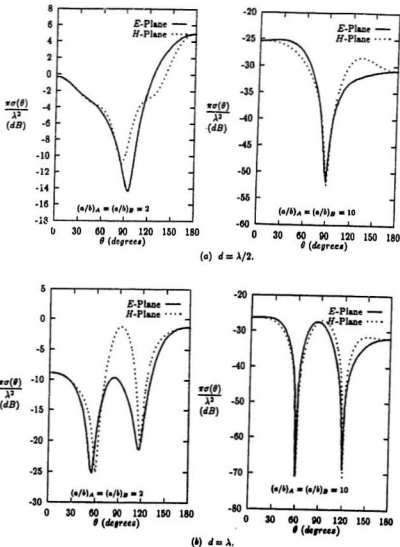 8
6
4
2
0
-2
-4
-6
-8
-10
-12
-14
-16
-18
E-Plane
H-Plane
πσ(θ)
λ²
(dB)
(a/b)A = (a/b)B = 2
0 30 60 90 120 150 180
θ (degrees)
-20
-25
-30
-35
-40
-45
-50
-55
-60
E-Plane
H-Plane
πσ(θ)
λ²
(dB)
(a/b)A = (a/b)B = 10
0 30 60 90 120 150 180
θ (degrees)
(a) d = λ/2.
5
0
-5
-10
-15
-20
-25
-30
E-Plane
H-Plane
πσ(θ)
λ²
(dB)
(a/b)A = (a/b)B = 2
0 30 60 90 120 150 180
θ (degrees)
-20
-30
-40
-50
-60
-70
-80
E-Plane
H-Plane
πσ(θ)
λ²
(dB)
(a/b)A = (a/b)B = 10
0 30 60 90 120 150 180
θ (degrees)
(b) d = λ.